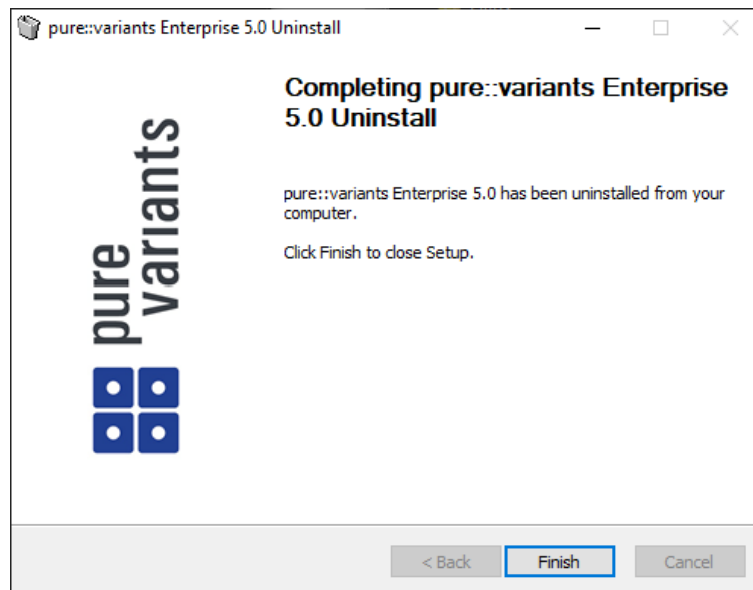 pure::variants Enterprise 5.0 Uninstall
Completing pure::variants Enterprise
5.0 Uninstall
pure
variants
pure::variants Enterprise 5.0 has been uninstalled from your
computer.
Click Finish to close Setup.
< Back
Finish
Cancel